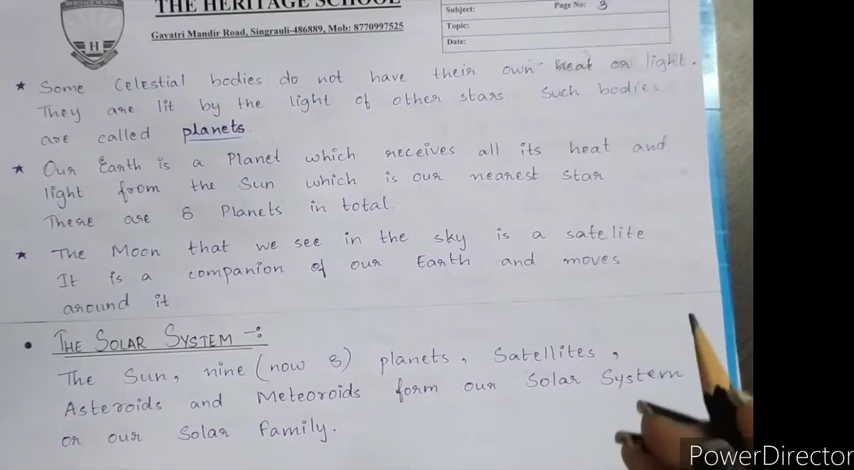 THE HERITAGE SCHOOL
Gayatri Mandir Road, Singrauli-486889, Mob: 8770997525
Subject:
Page No: 3
Topic:
Date:
H
★ Some Celestial bodies do not have their own heat or light.
They are lit by the light of other stars Such bodies
are called planets.
★ Our Earth is a Planet which receives all its heat and
light from the Sun which is our nearest star
There are 8 Planets in total.
★ The Moon that we see in the sky is a satelite
It is a companion of our Earth and moves
around it.
• THE SOLAR SYSTEM -:
The Sun, nine (now 8) planets, Satellites,
Asteroids and Meteoroids form our Solar System
or our Solar Family.
PowerDirector